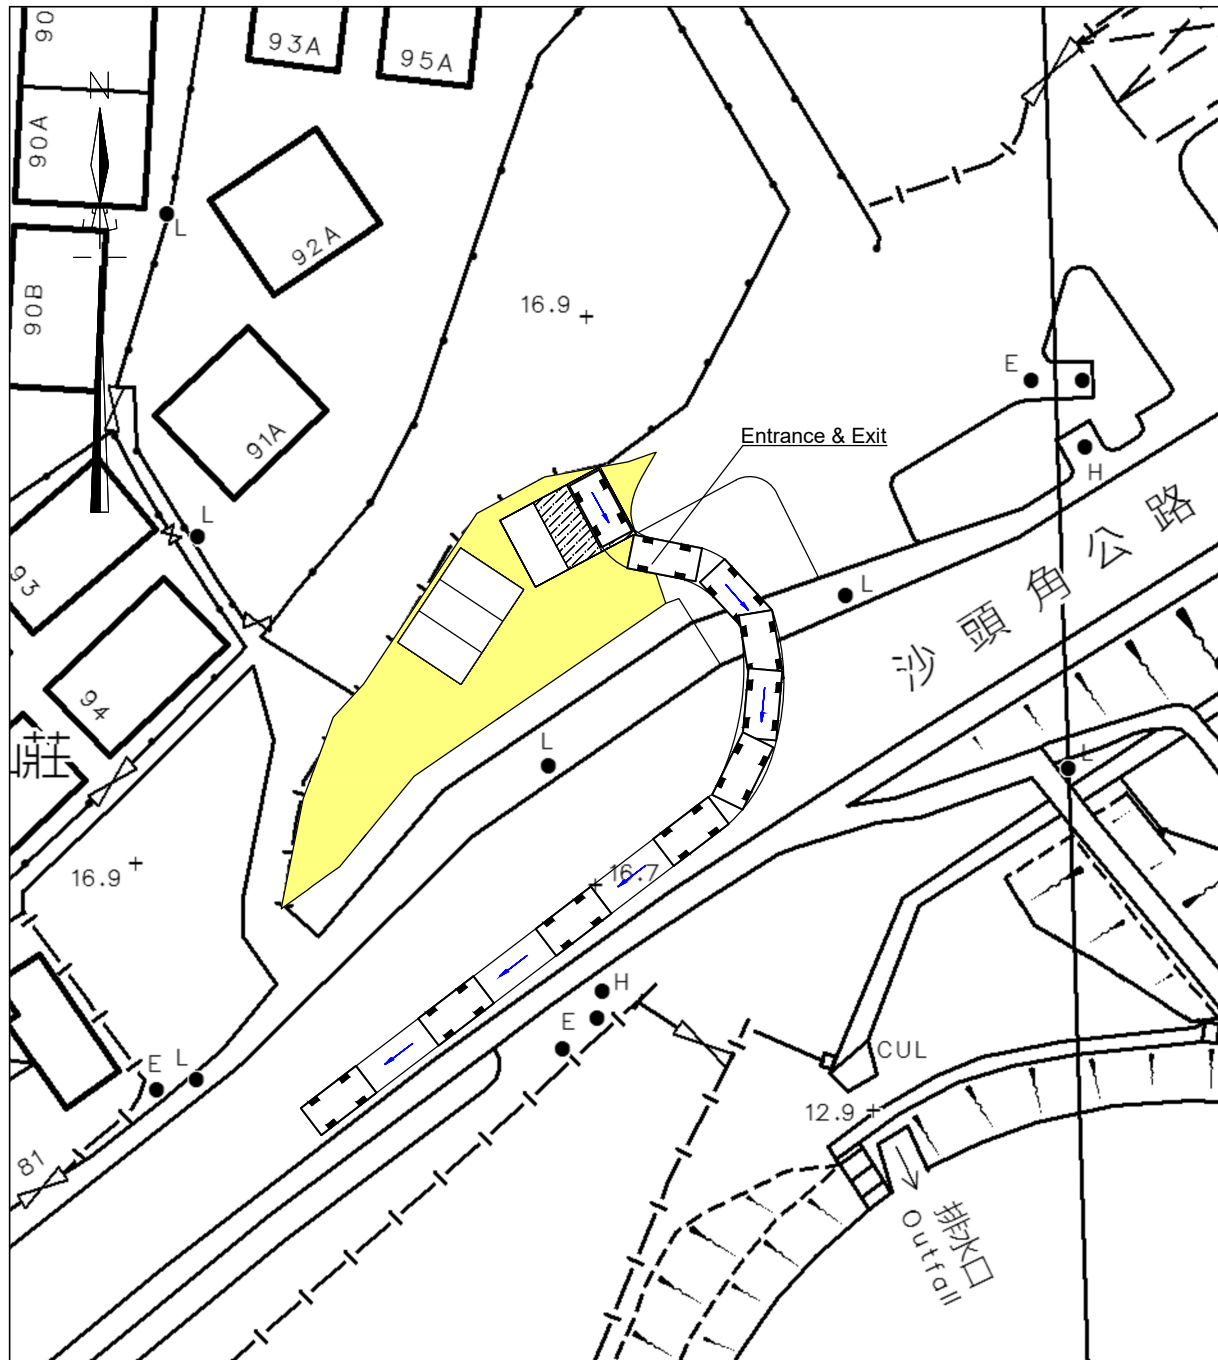 90
93A
95A
N
90A
L
92A
90B
16.9
E
91A
Entrance & Exit
H
L
93
沙頭角公路
L
94
莊
L
L
16.9
16.7
H
E
E
L
CUL
12.9
81
排水口
Outfall